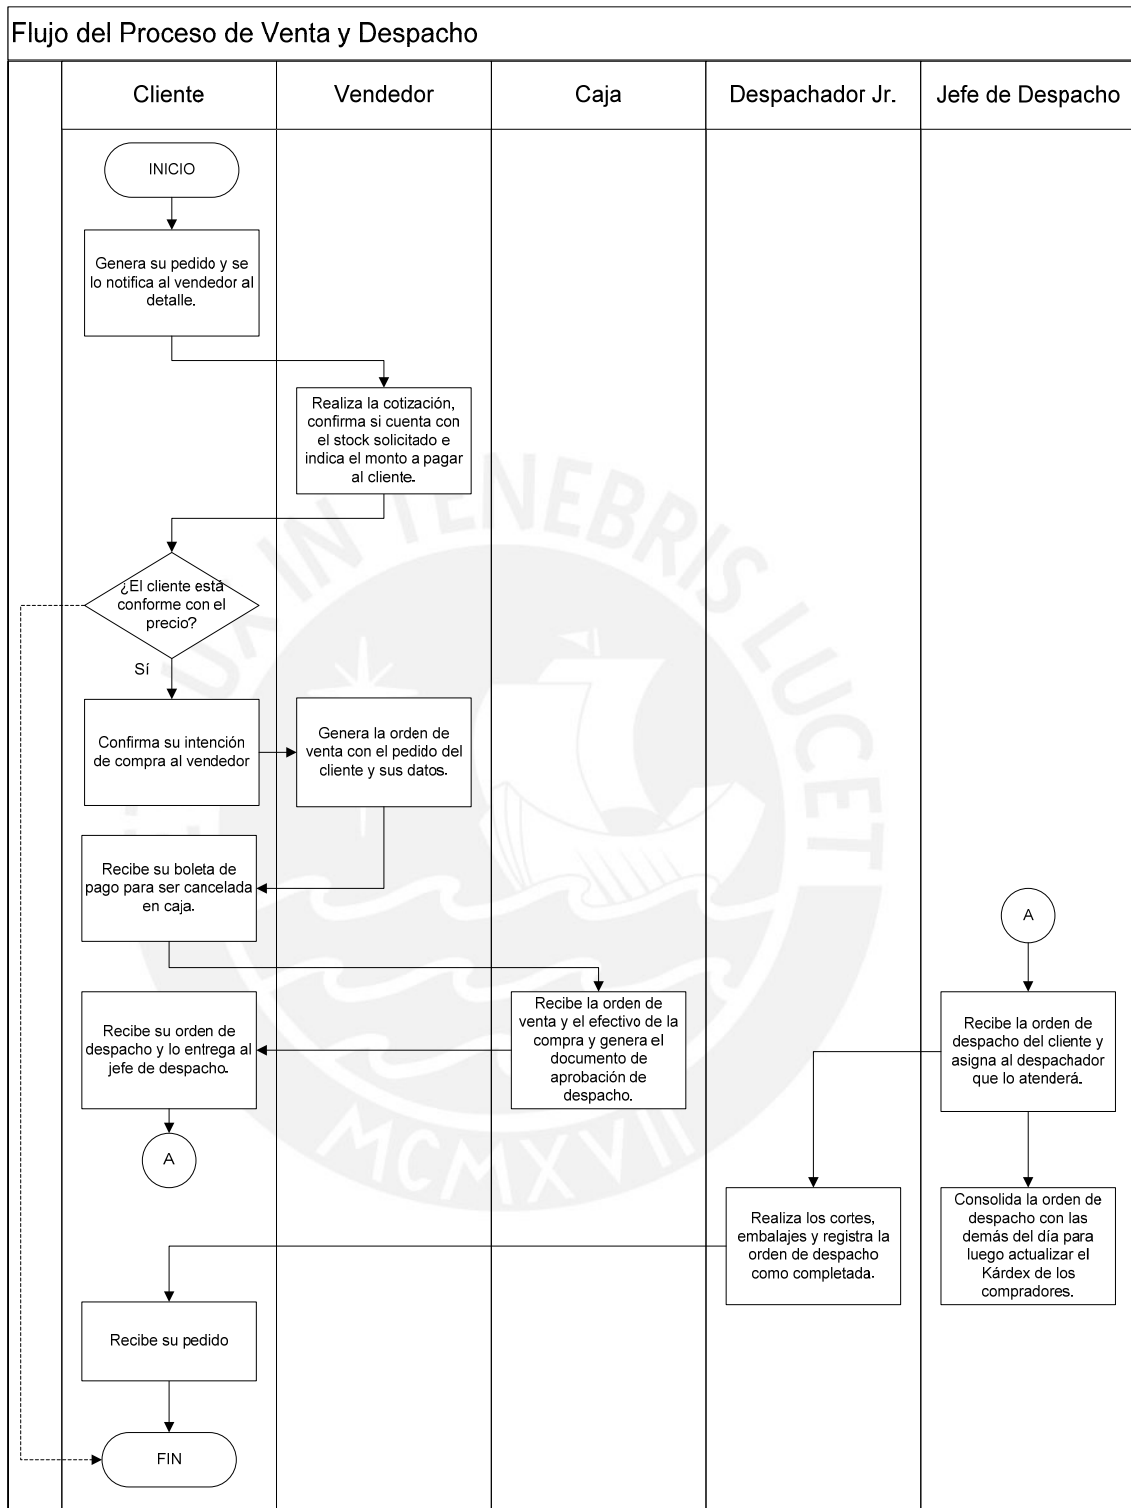 Flujo del Proceso de Venta y Despacho
Cliente
Vendedor
Caja
Despachador Jr.
Jefe de Despacho
INICIO
Genera su pedido y se
lo notifica al vendedor al
detalle.
Realiza la cotización,
confirma si cuenta con
el stock solicitado e
indica el monto a pagar
al cliente.
¿El cliente está
conforme con el
precio?
Sí
Confirma su intención
de compra al vendedor
Genera la orden de
venta con el pedido del
cliente y sus datos.
Recibe su boleta de
pago para ser cancelada
en caja.
A
Recibe su orden de
despacho y lo entrega al
jefe de despacho.
Recibe la orden de
venta y el efectivo de la
compra y genera el
documento de
aprobación de
despacho.
Recibe la orden de
despacho del cliente y
asigna al despachador
que lo atenderá.
A
Realiza los cortes,
embalajes y registra la
orden de despacho
como completada.
Consolida la orden de
despacho con las
demás del día para
luego actualizar el
Kárdex de los
compradores.
Recibe su pedido
FIN
IN TENEBRIS LUCET
MCMXVII